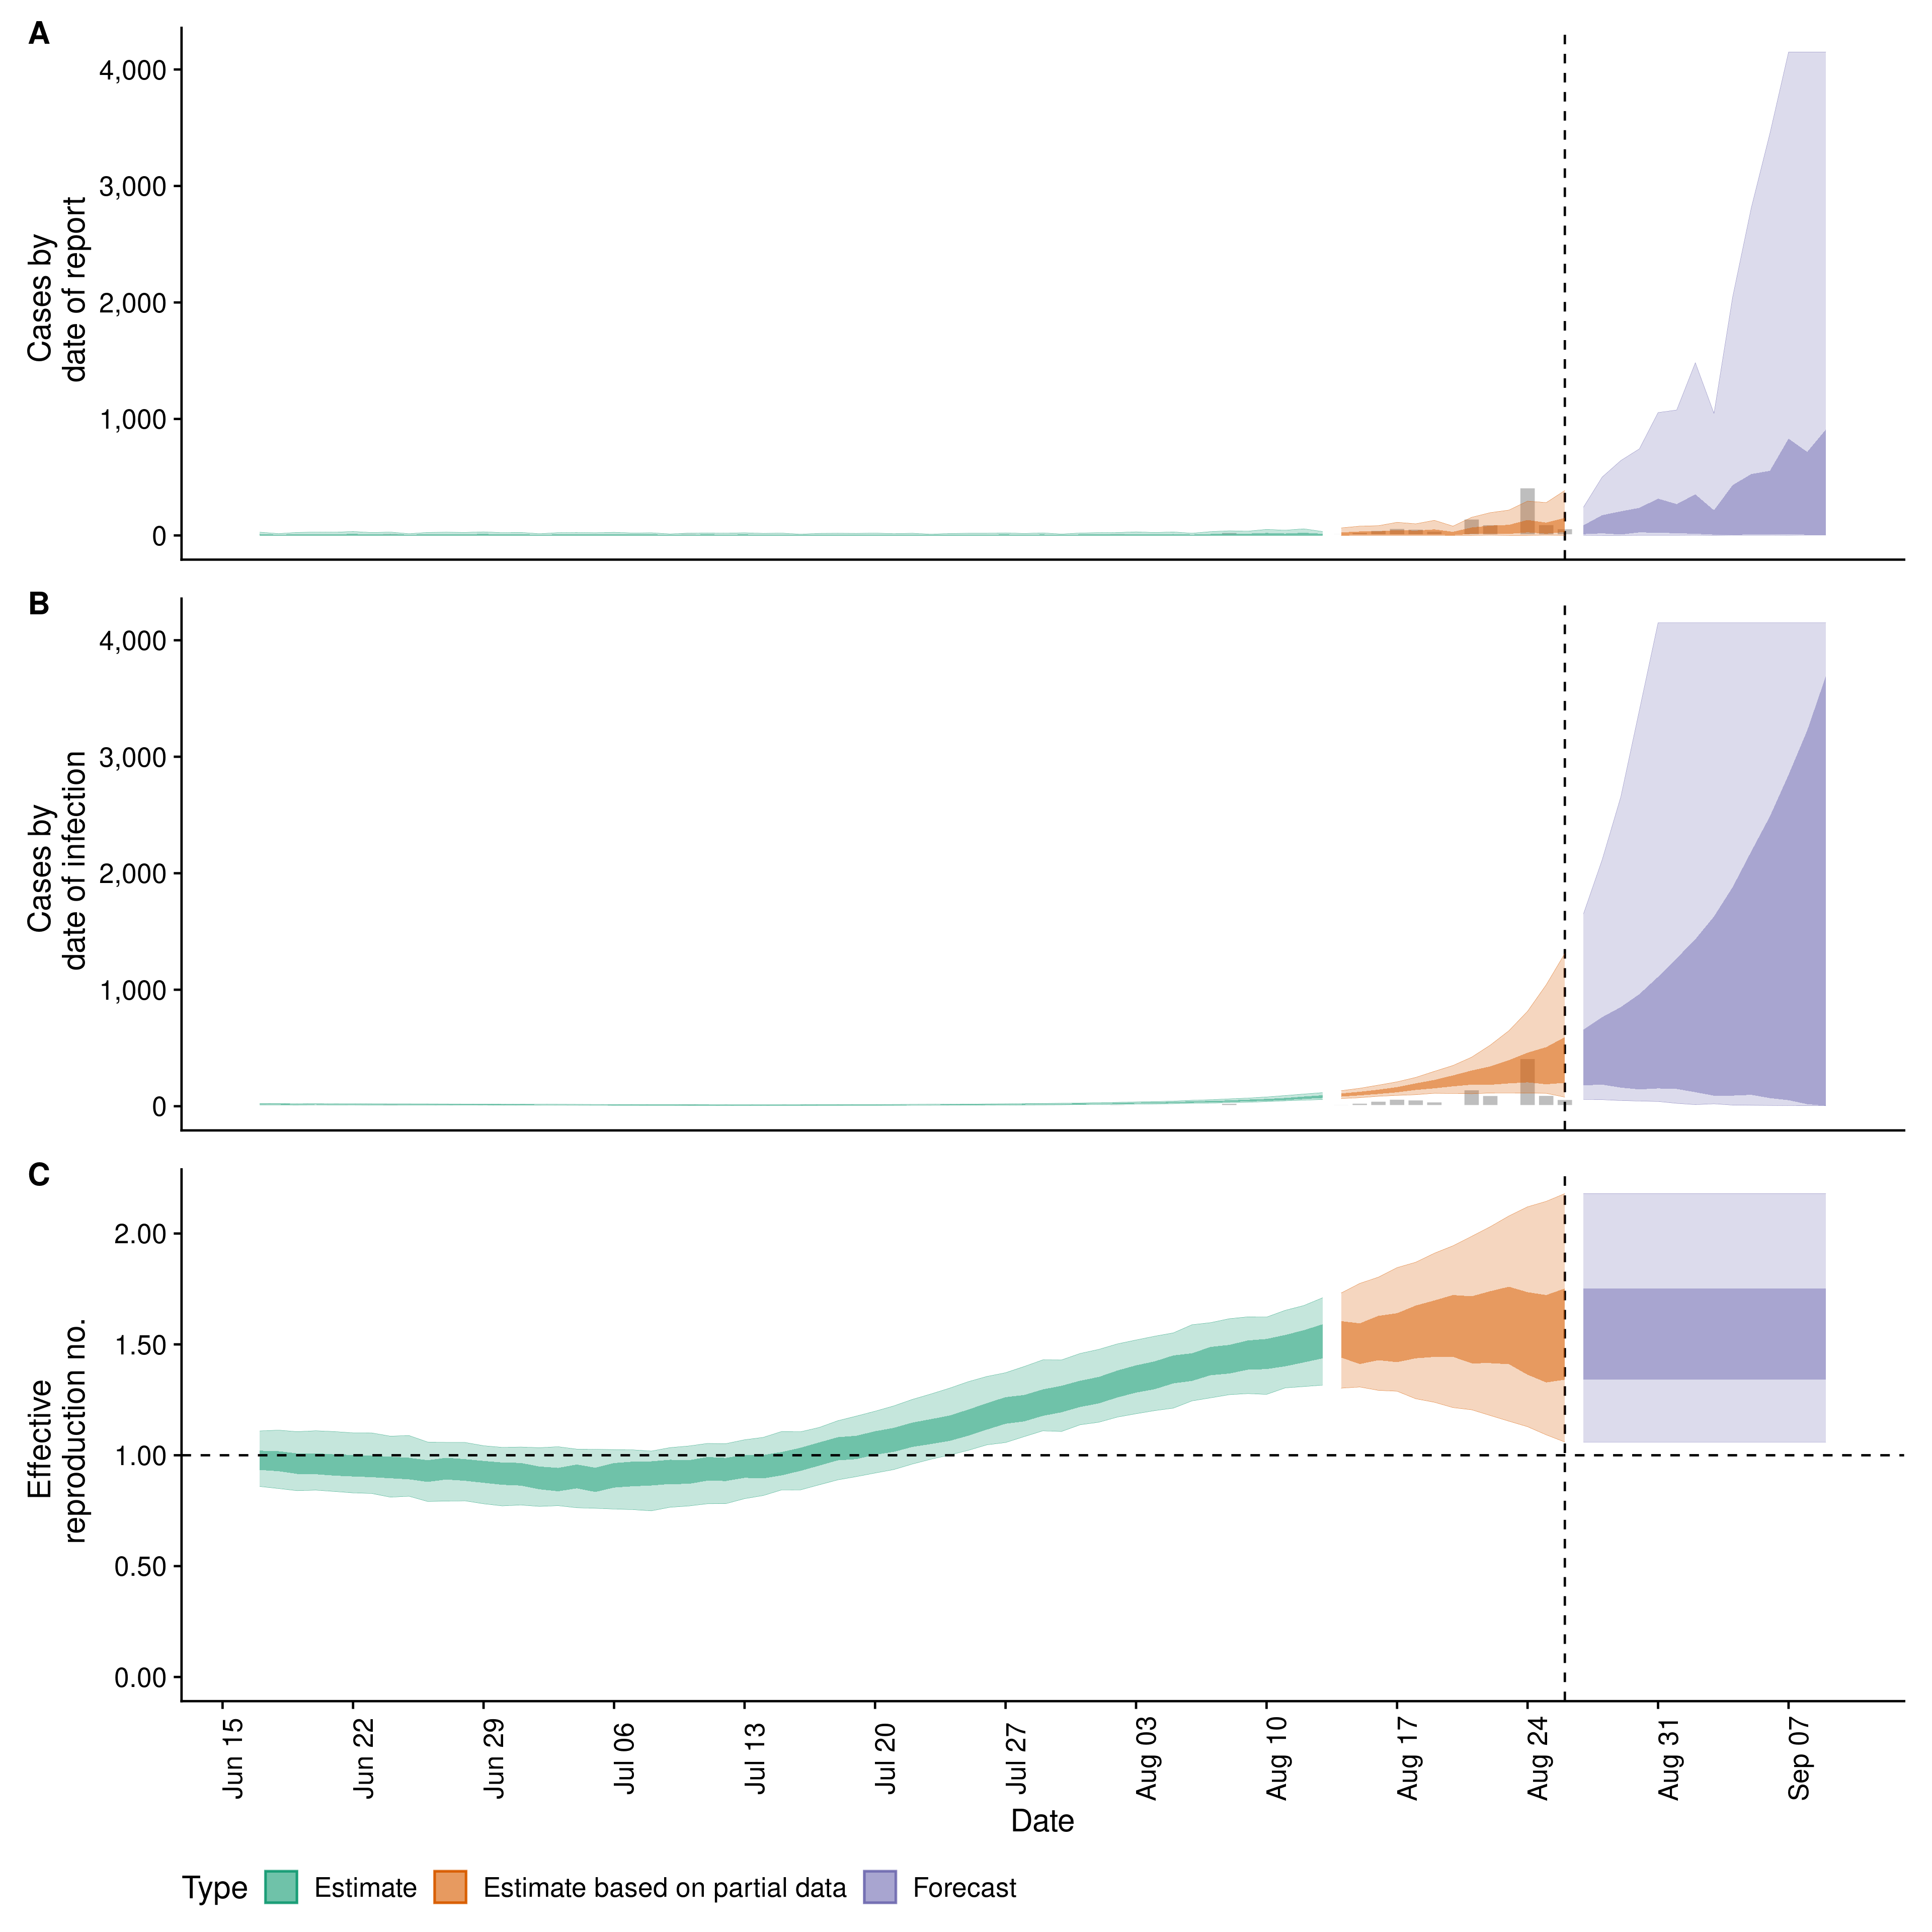 A
4,000
3,000
2,000
1,000
0
Cases by
date of report
B
4,000
3,000
2,000
1,000
0
Cases by
date of infection
C
2.00
1.50
1.00
0.50
0.00
Effective
reproduction no.
Jun 15
Jun 22
Jun 29
Jul 06
Jul 13
Jul 20
Jul 27
Aug 03
Aug 10
Aug 17
Aug 24
Aug 31
Sep 07
Date
Type Estimate Estimate based on partial data Forecast